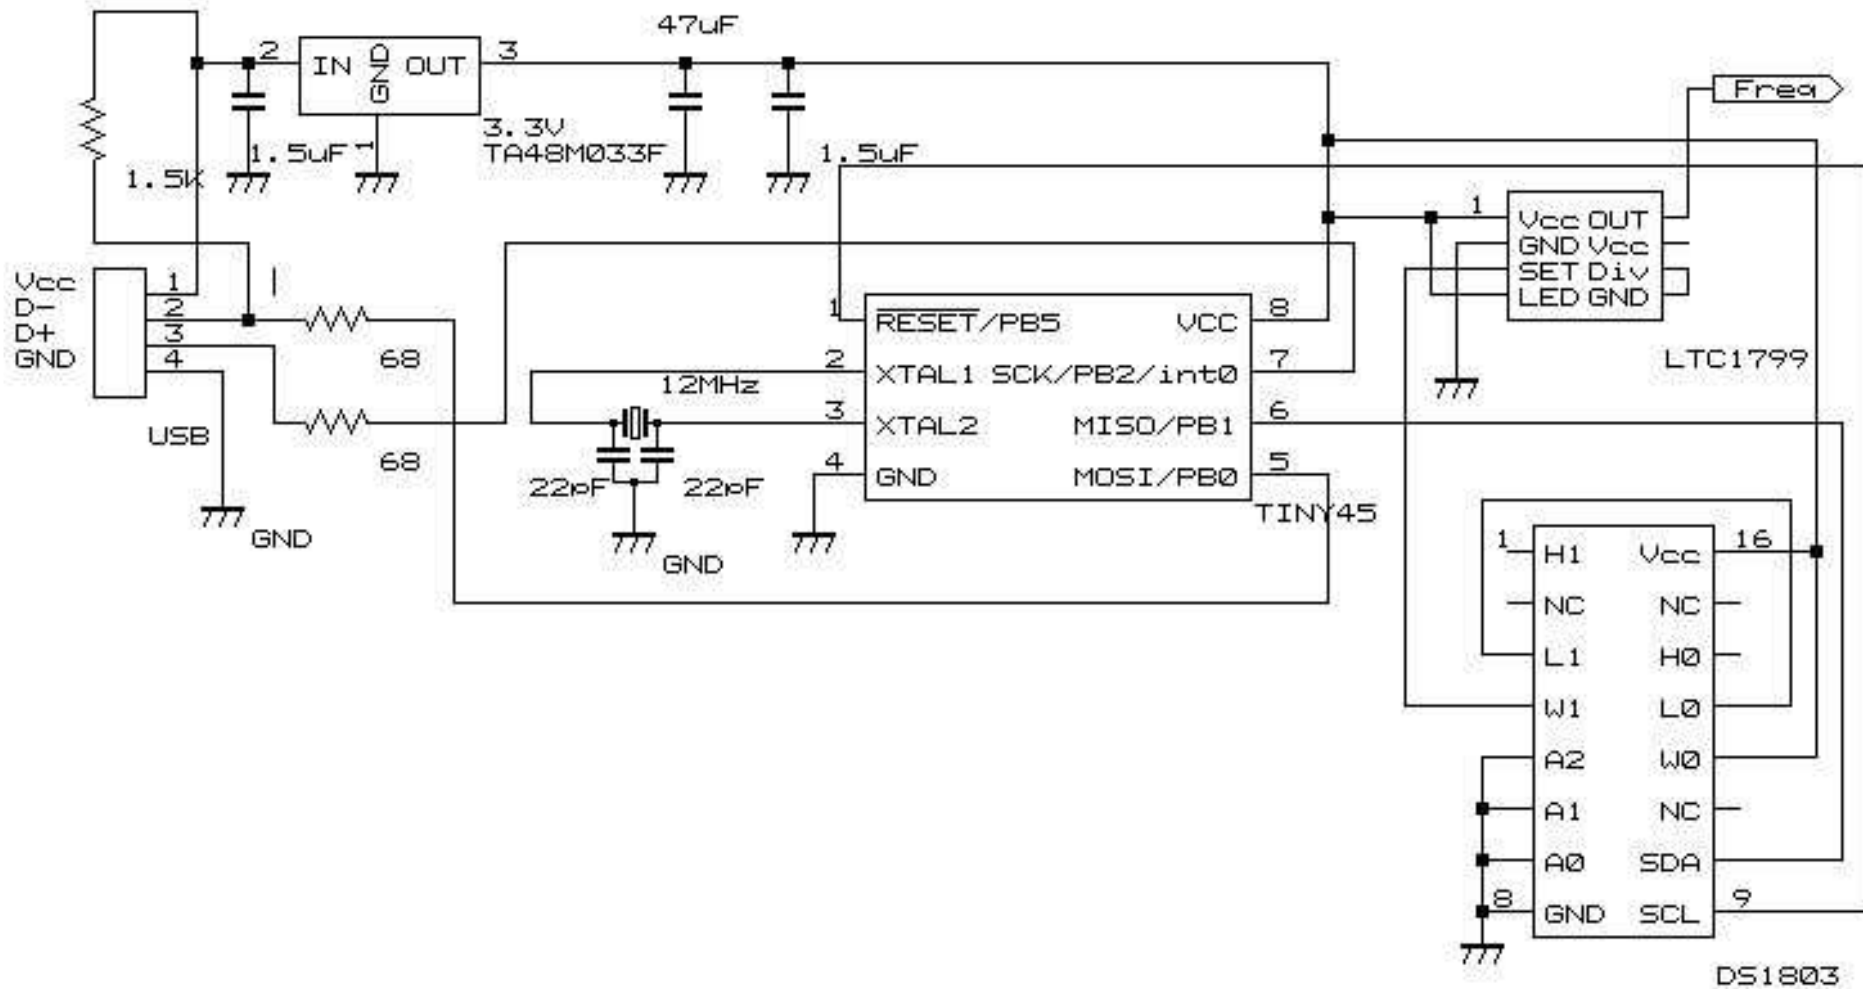 47uF
2 IN GND OUT 3
1
1.5uF
3.3V
TA48M033F
1.5uF
1.5K
Freq
Vcc 1
D- 2
D+ 3
GND 4
USB
68
68
GND
12MHz
22pF 22pF
GND
1 RESET/PB5 VCC 8
2 XTAL1 SCK/PB2/int0 7
3 XTAL2 MISO/PB1 6
4 GND MOSI/PB0 5
TINY45
1 Vcc OUT
GND Vcc
SET Div
LED GND
LTC1799
1 H1 Vcc 16
NC NC
L1 H0
W1 L0
A2 W0
A1 NC
A0 SDA
8 GND SCL 9
DS1803